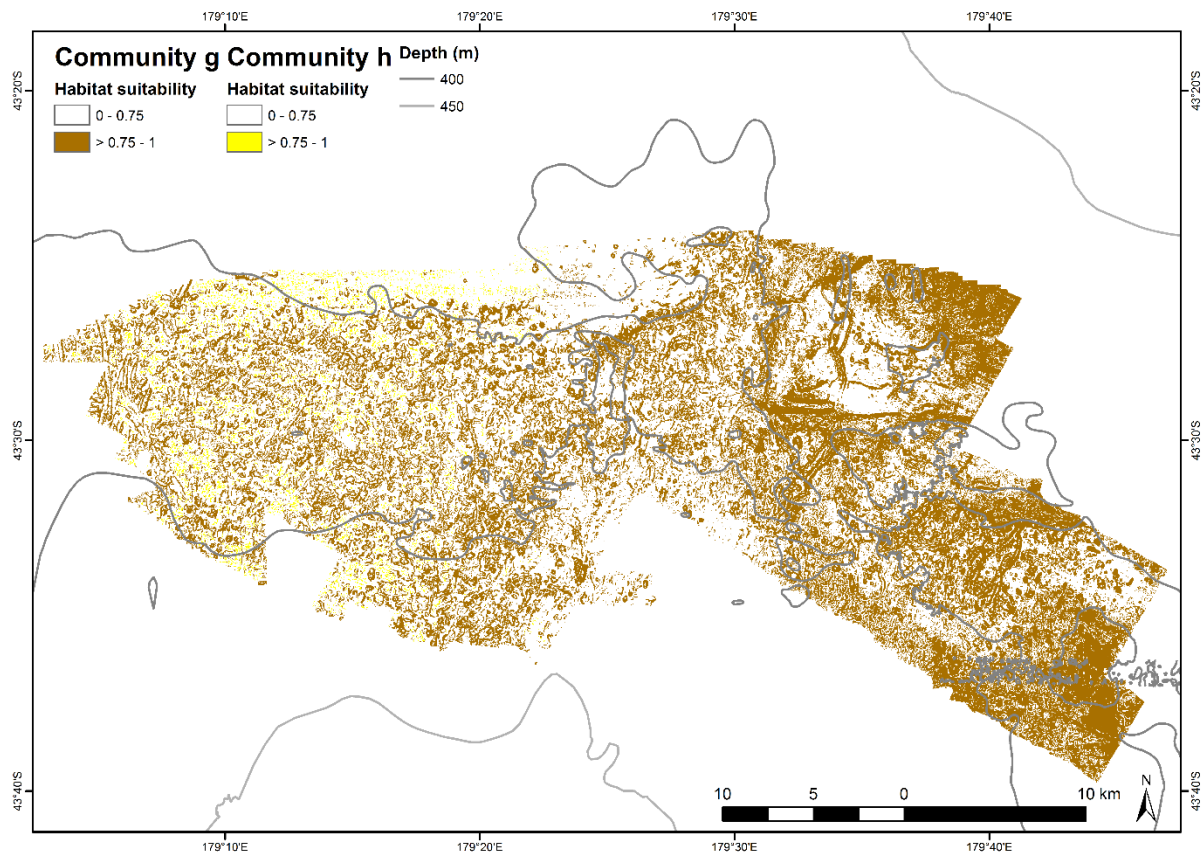 179°10'E 179°20'E 179°30'E 179°40'E
Community g Community h Depth (m)
Habitat suitability Habitat suitability 400
0 - 0.75 0 - 0.75 450
> 0.75 - 1 > 0.75 - 1
43°20'S 43°20'S
43°30'S 43°30'S
43°40'S 43°40'S
10 5 0 10 km
N
179°10'E 179°20'E 179°30'E 179°40'E